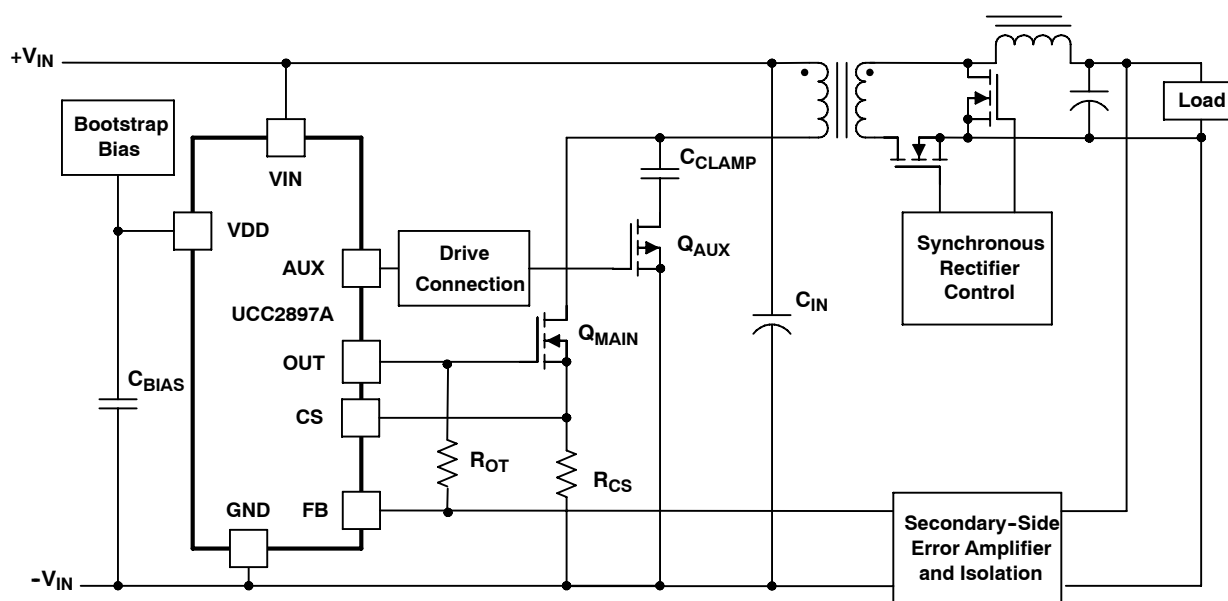 +VIN
Bootstrap
Bias
VIN
VDD
AUX
UCC2897A
OUT
CS
FB
GND
CBIAS
-VIN
Drive
Connection
CCLAMP
QAUX
QMAIN
ROT
RCS
CIN
Load
Synchronous
Rectifier
Control
Secondary-Side
Error Amplifier
and Isolation